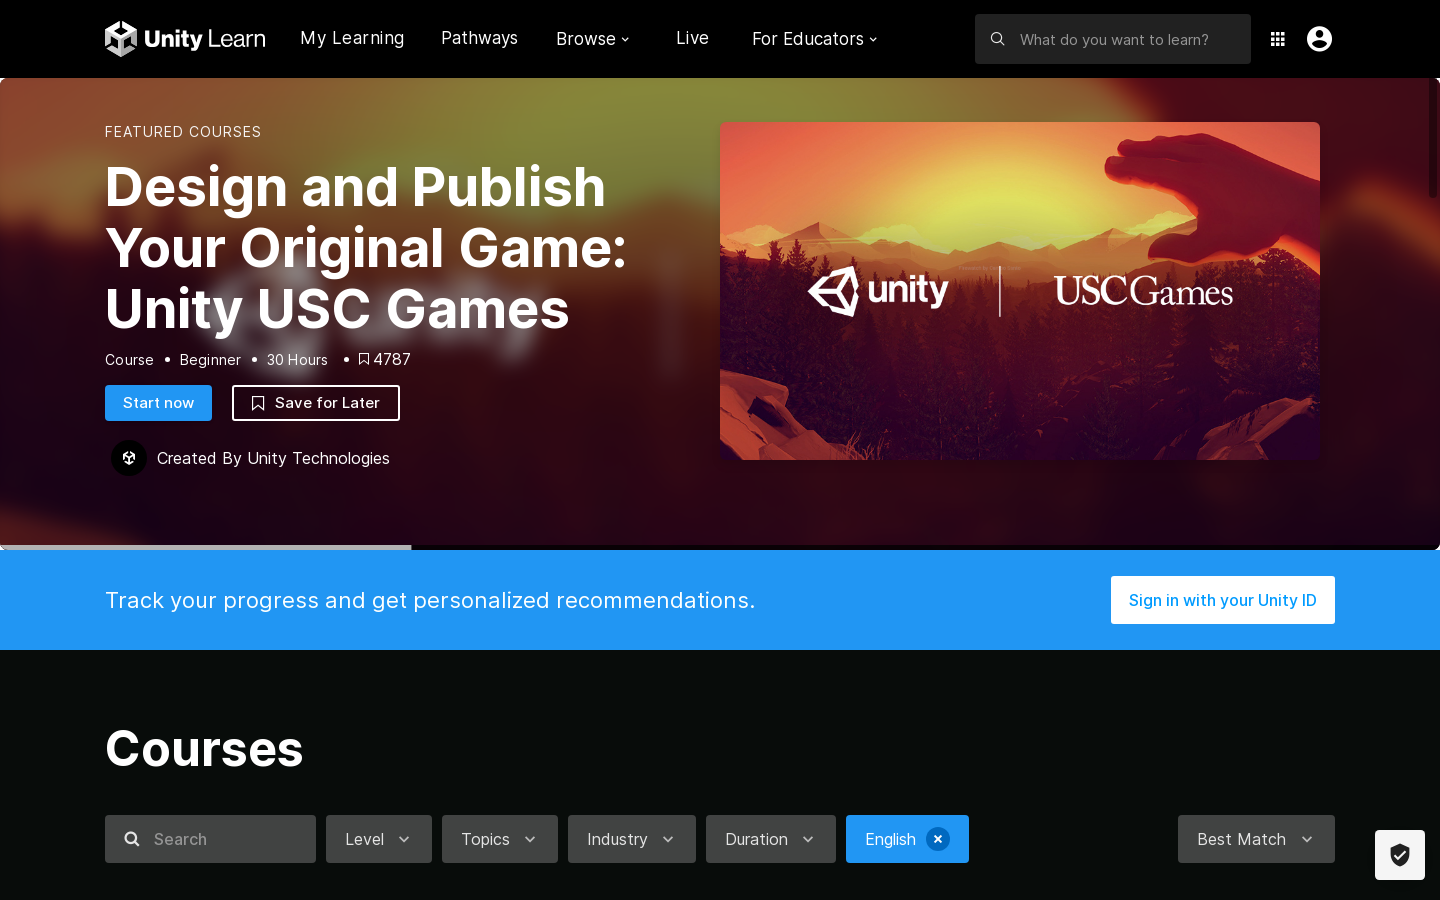 Unity Learn
My Learning
Pathways
Browse
Live
For Educators
What do you want to learn?
FEATURED COURSES
Design and Publish
Your Original Game:
Unity USC Games
Course • Beginner • 30 Hours • 4787
Start now
Save for Later
Created By Unity Technologies
unity | USC Games
Track your progress and get personalized recommendations.
Sign in with your Unity ID
Courses
Search
Level
Topics
Industry
Duration
English
Best Match